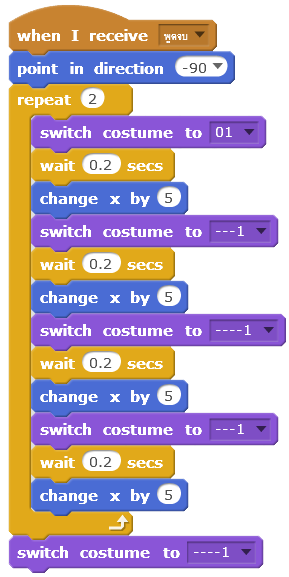 when I receive พูดจบ
point in direction -90
repeat 2
switch costume to 01
wait 0.2 secs
change x by 5
switch costume to ---1
wait 0.2 secs
change x by 5
switch costume to ----1
wait 0.2 secs
change x by 5
switch costume to ---1
wait 0.2 secs
change x by 5
switch costume to ----1